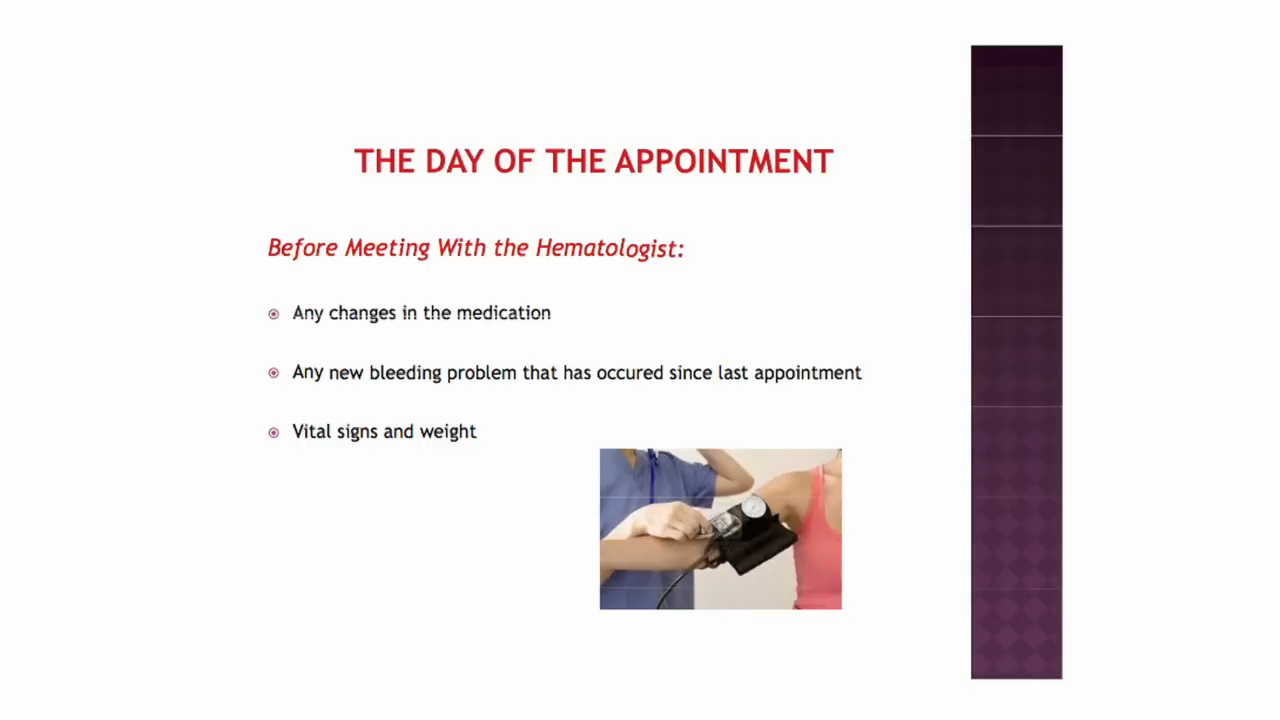 THE DAY OF THE APPOINTMENT
Before Meeting With the Hematologist:
Any changes in the medication
Any new bleeding problem that has occured since last appointment
Vital signs and weight